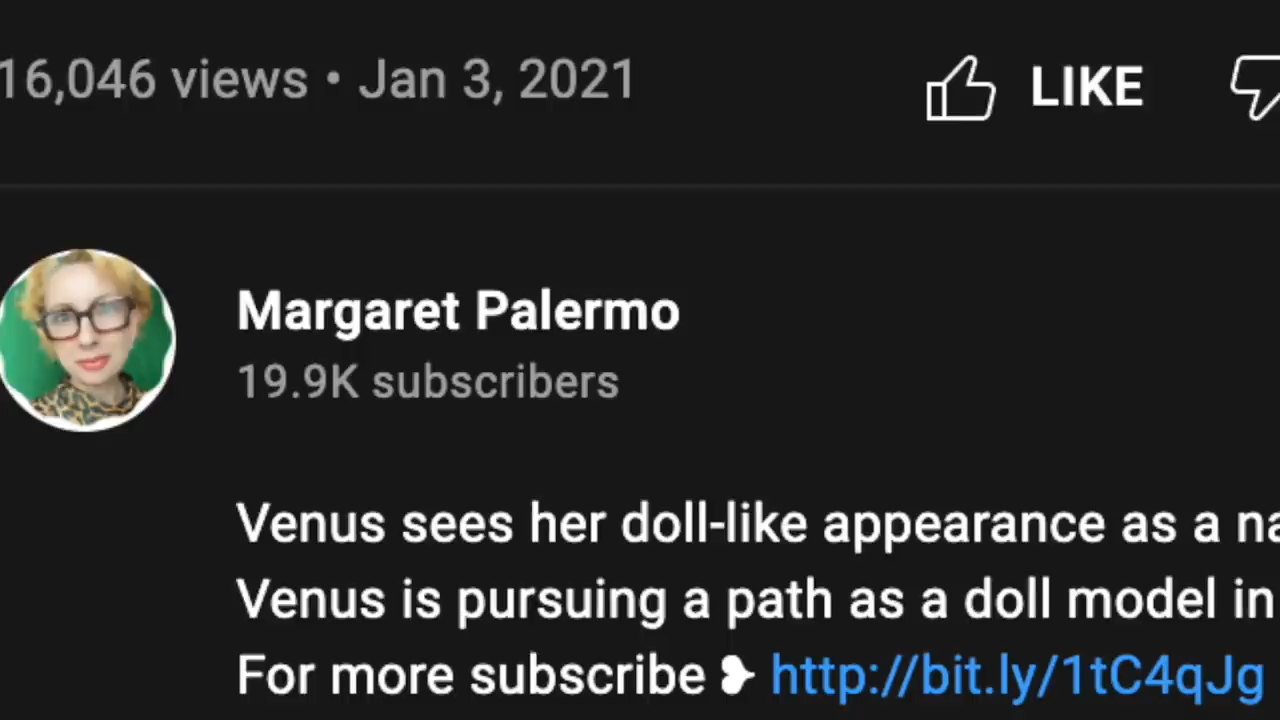 16,046 views • Jan 3, 2021
LIKE
Margaret Palermo
19.9K subscribers
Venus sees her doll-like appearance as a na
Venus is pursuing a path as a doll model in
For more subscribe ❥ http://bit.ly/1tC4qJg